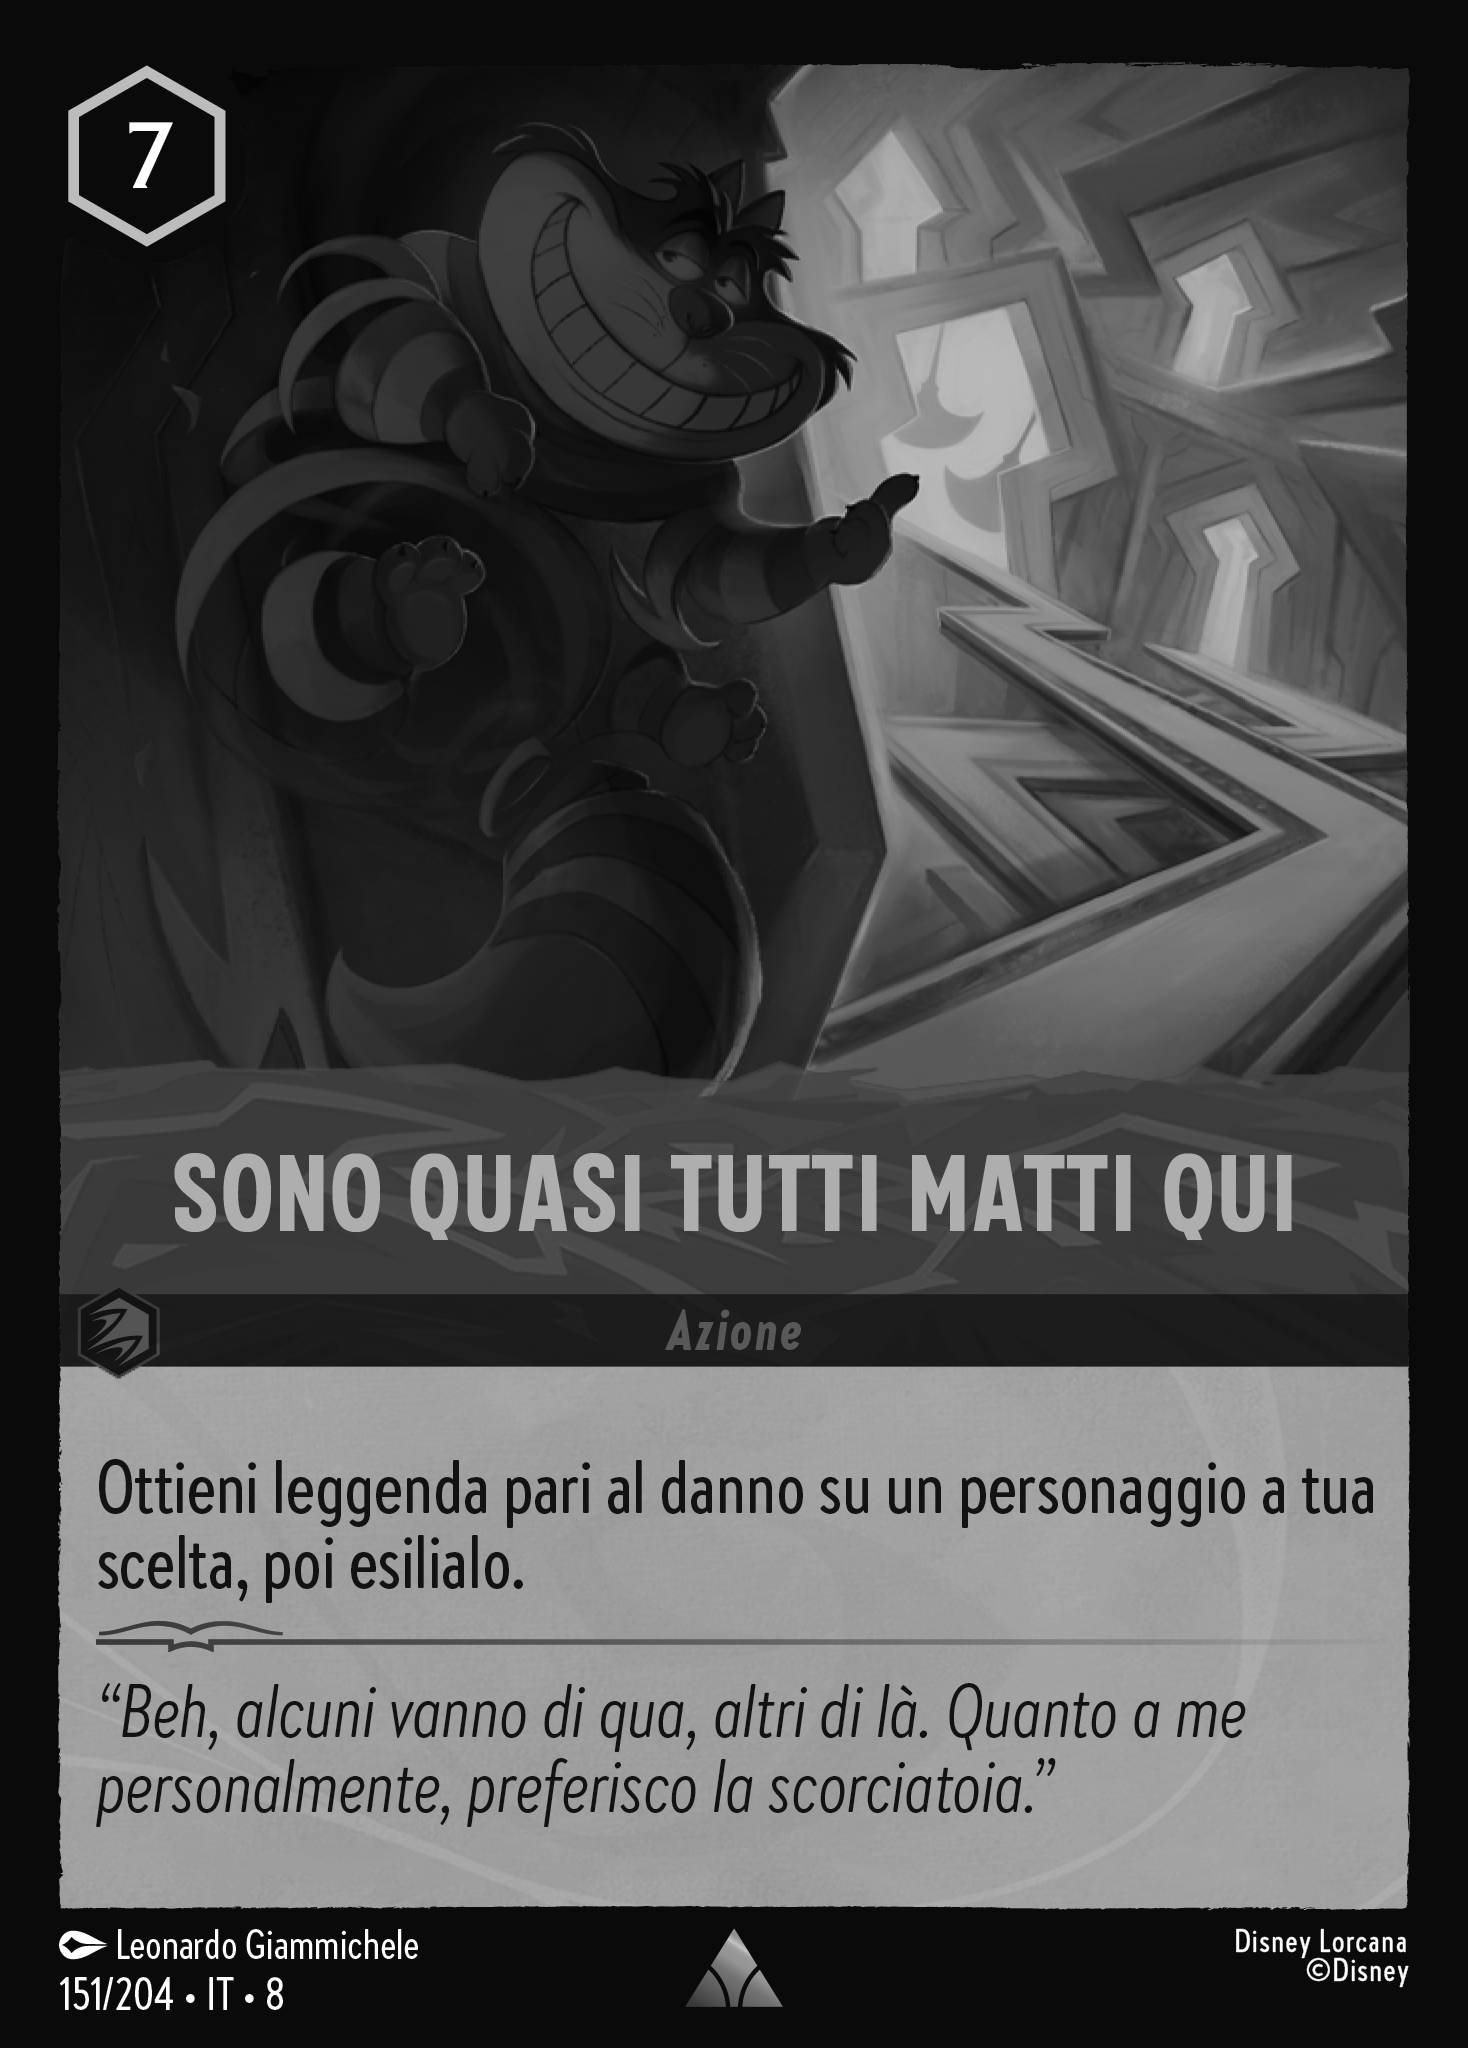 7
SONO QUASI TUTTI MATTI QUI
Azione
Ottieni leggenda pari al danno su un personaggio a tua
scelta, poi esilialo.
“Beh, alcuni vanno di qua, altri di là. Quanto a me
personalmente, preferisco la scorciatoia.”
Leonardo Giammichele
151/204 • IT • 8
Disney Lorcana
©Disney